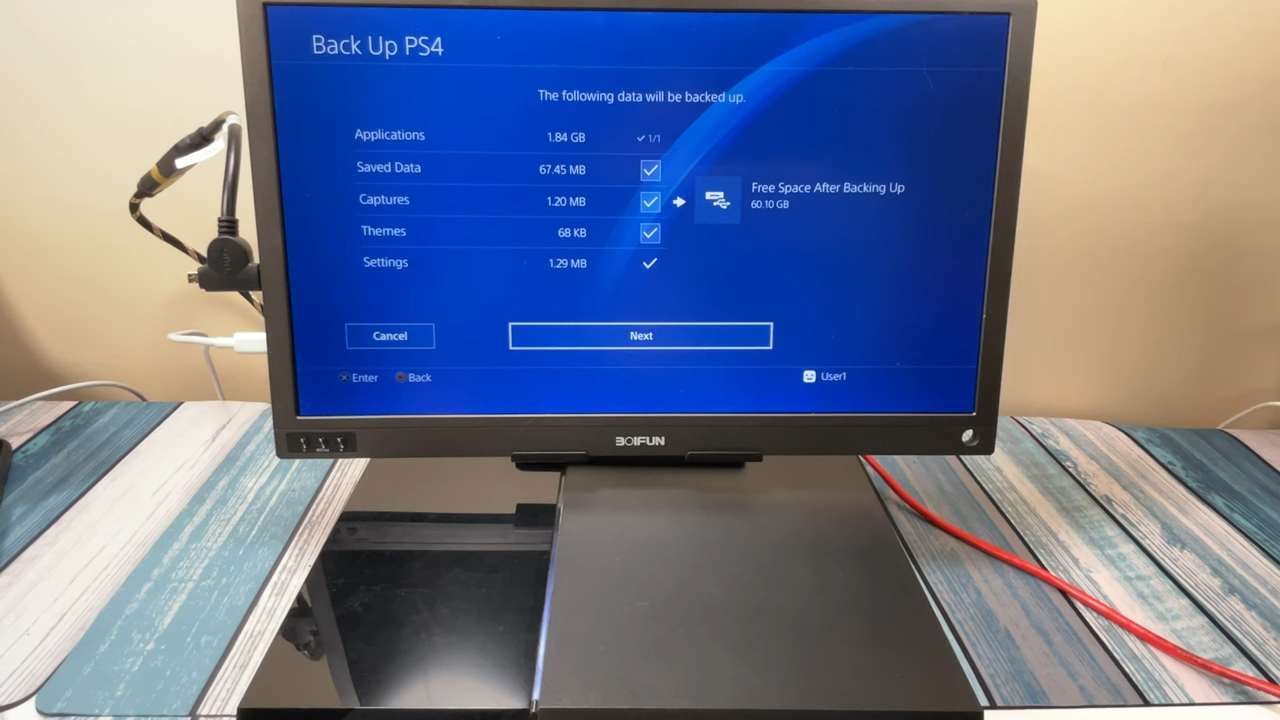 Back Up PS4
The following data will be backed up.
Applications 1.84 GB 1/1
Saved Data 67.45 MB
Captures 1.20 MB
Themes 68 KB
Settings 1.29 MB
Free Space After Backing Up
60.10 GB
Cancel Next
Enter Back User1
BOIFUN